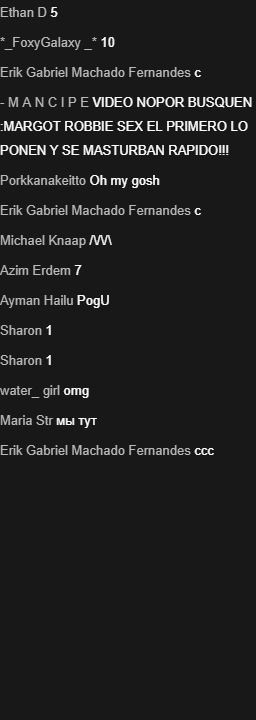 Ethan D 5
*_FoxyGalaxy _* 10
Erik Gabriel Machado Fernandes c
- M A N C I P E VIDEO NOPOR BUSQUEN
:MARGOT ROBBIE SEX EL PRIMERO LO
PONEN Y SE MASTURBAN RAPIDO!!!
Porkkanakeitto Oh my gosh
Erik Gabriel Machado Fernandes c
Michael Knaap /\/\/\
Azim Erdem 7
Ayman Hailu PogU
Sharon 1
Sharon 1
water_ girl omg
Maria Str мы тут
Erik Gabriel Machado Fernandes ccc